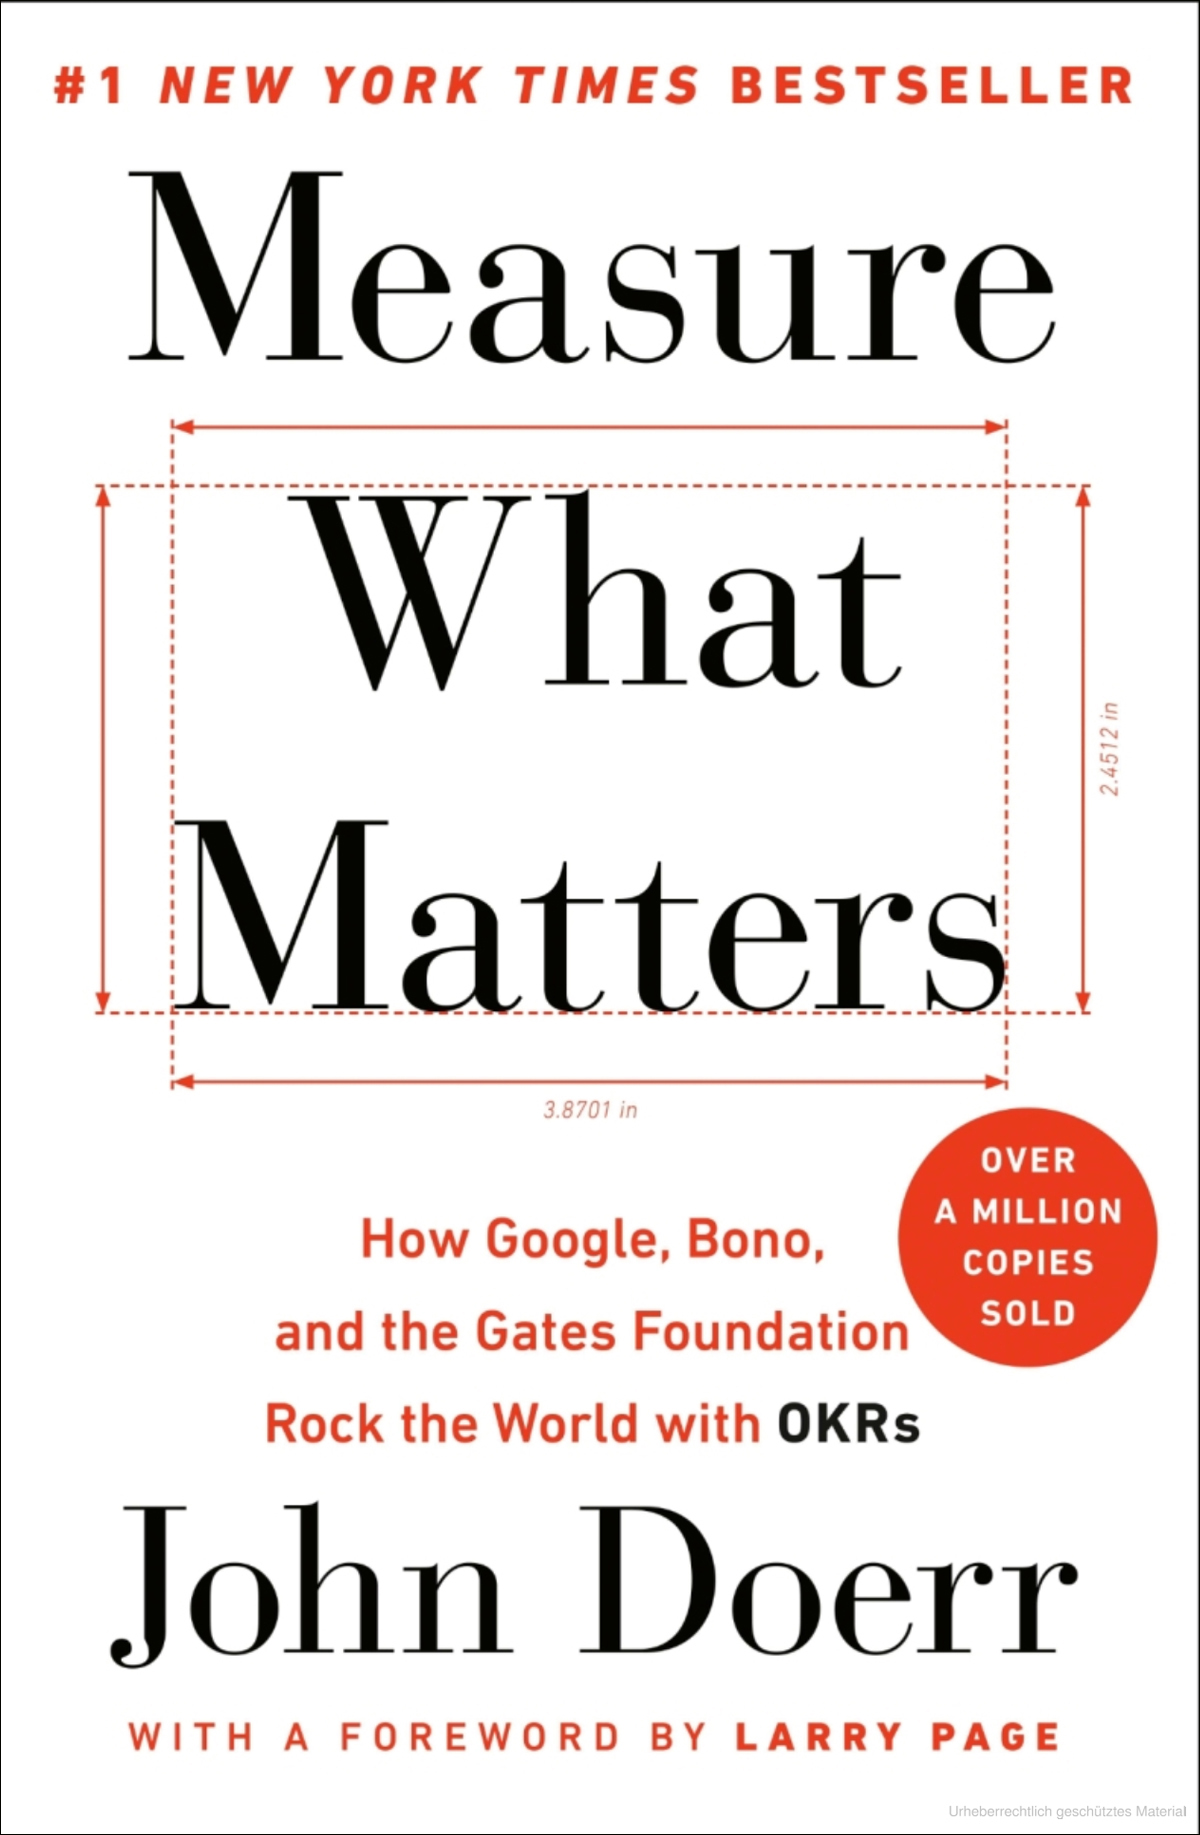 #1 NEW YORK TIMES BESTSELLER
Measure
What
Matters
2.4512 in
3.8701 in
OVER
A MILLION
COPIES
SOLD
How Google, Bono,
and the Gates Foundation
Rock the World with OKRs
John Doerr
WITH A FOREWORD BY LARRY PAGE
Urheberrechtlich geschütztes Material